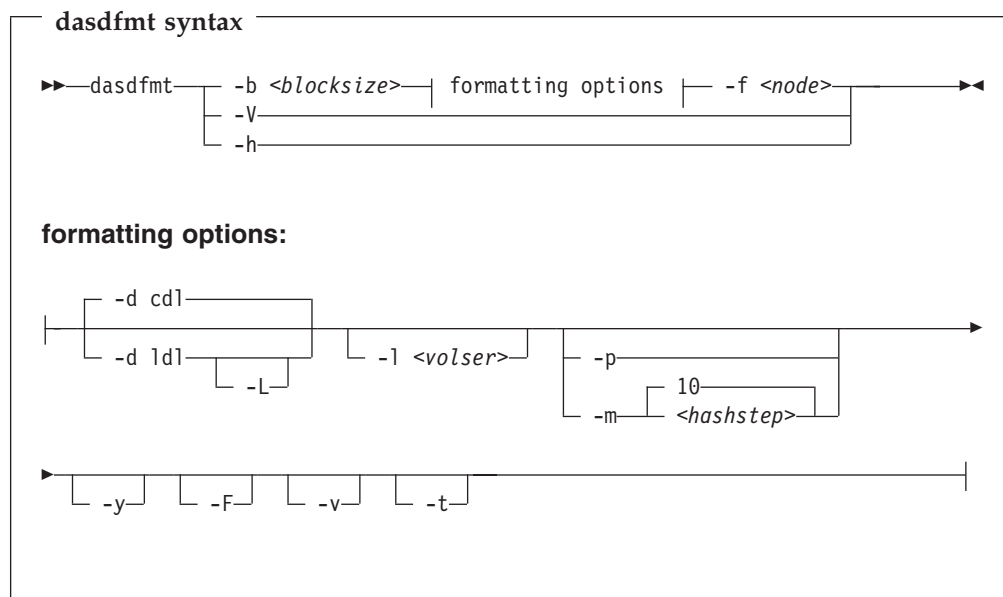 dasdfmt syntax
dasdfmt -b <blocksize> formatting options -f <node>
-V
-h
formatting options:
-d cdl
-d ldl -l <volser> -p
-L 10
-m <hashstep>
-y -F -v -t